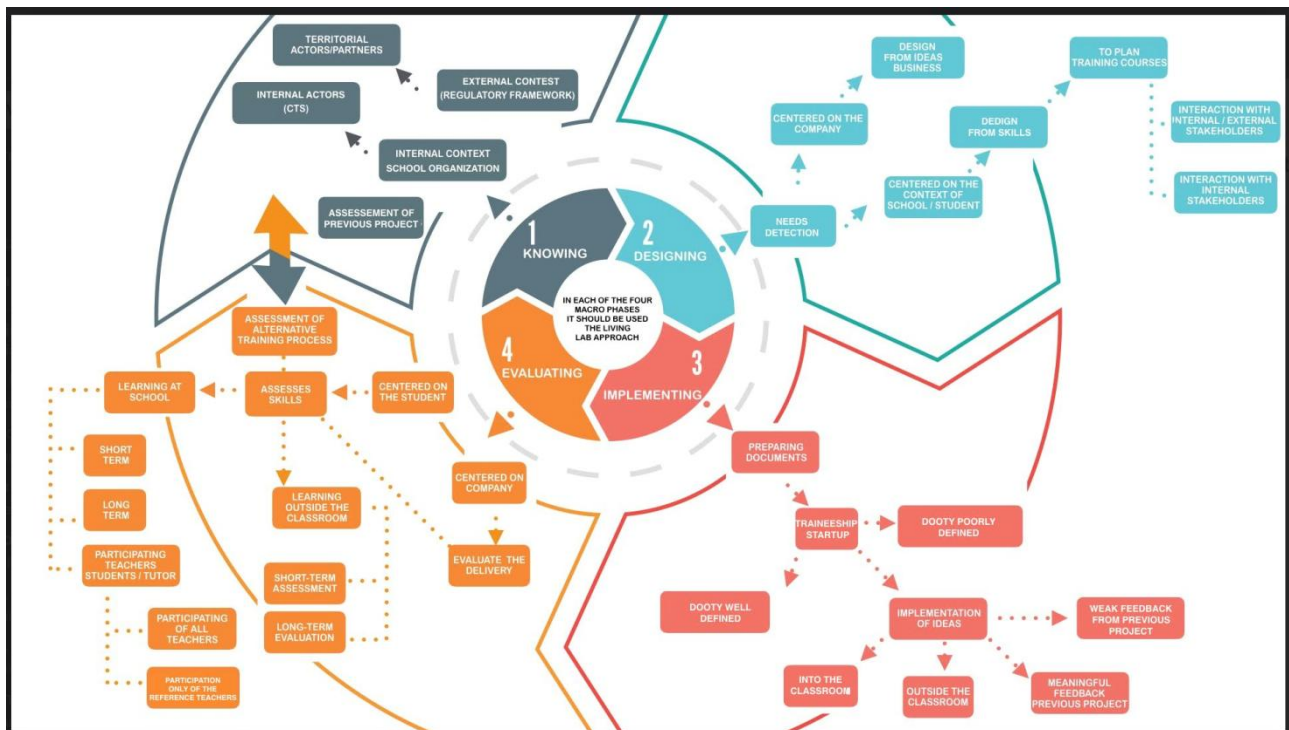 TERRITORIAL
ACTORS/PARTNERS
EXTERNAL CONTEST
(REGULATORY FRAMEWORK)
INTERNAL ACTORS
(CTS)
INTERNAL CONTEXT
SCHOOL ORGANIZATION
ASSESSEMENT OF
PREVIOUS PROJECT
1
KNOWING
2
DESIGNING
3
IMPLEMENTING
4
EVALUATING
IN EACH OF THE FOUR
MACRO PHASES
IT SHOULD BE USED
THE LIVING
LAB APPROACH
DESIGN
FROM IDEAS
BUSINESS
TO PLAN
TRAINING COURSES
CENTERED ON THE
COMPANY
DEDIGN
FROM SKILLS
INTERACTION WITH
INTERNAL / EXTERNAL
STAKEHOLDERS
CENTERED ON THE
CONTEXT OF
SCHOOL / STUDENT
INTERACTION WITH
INTERNAL
STAKEHOLDERS
NEEDS
DETECTION
ASSESSMENT OF
ALTERNATIVE
TRAINING PROCESS
LEARNING AT
SCHOOL
ASSESSES
SKILLS
CENTERED ON
THE STUDENT
SHORT
TERM
LONG
TERM
LEARNING
OUTSIDE THE
CLASSROOM
CENTERED ON
COMPANY
PARTICIPATING
TEACHERS
STUDENTS / TUTOR
EVALUATE THE
DELIVERY
SHORT-TERM
ASSESSMENT
LONG-TERM
EVALUATION
PARTICIPATING
OF ALL
TEACHERS
PARTICIPATION
ONLY OF THE
REFERENCE TEACHERS
PREPARING
DOCUMENTS
TRAINEESHIP
STARTUP
DOOTY POORLY
DEFINED
DOOTY WELL
DEFINED
IMPLEMENTATION
OF IDEAS
WEAK FEEDBACK
FROM PREVIOUS
PROJECT
INTO THE
CLASSROOM
OUTSIDE THE
CLASSROOM
MEANINGFUL
FEEDBACK
PREVIOUS PROJECT